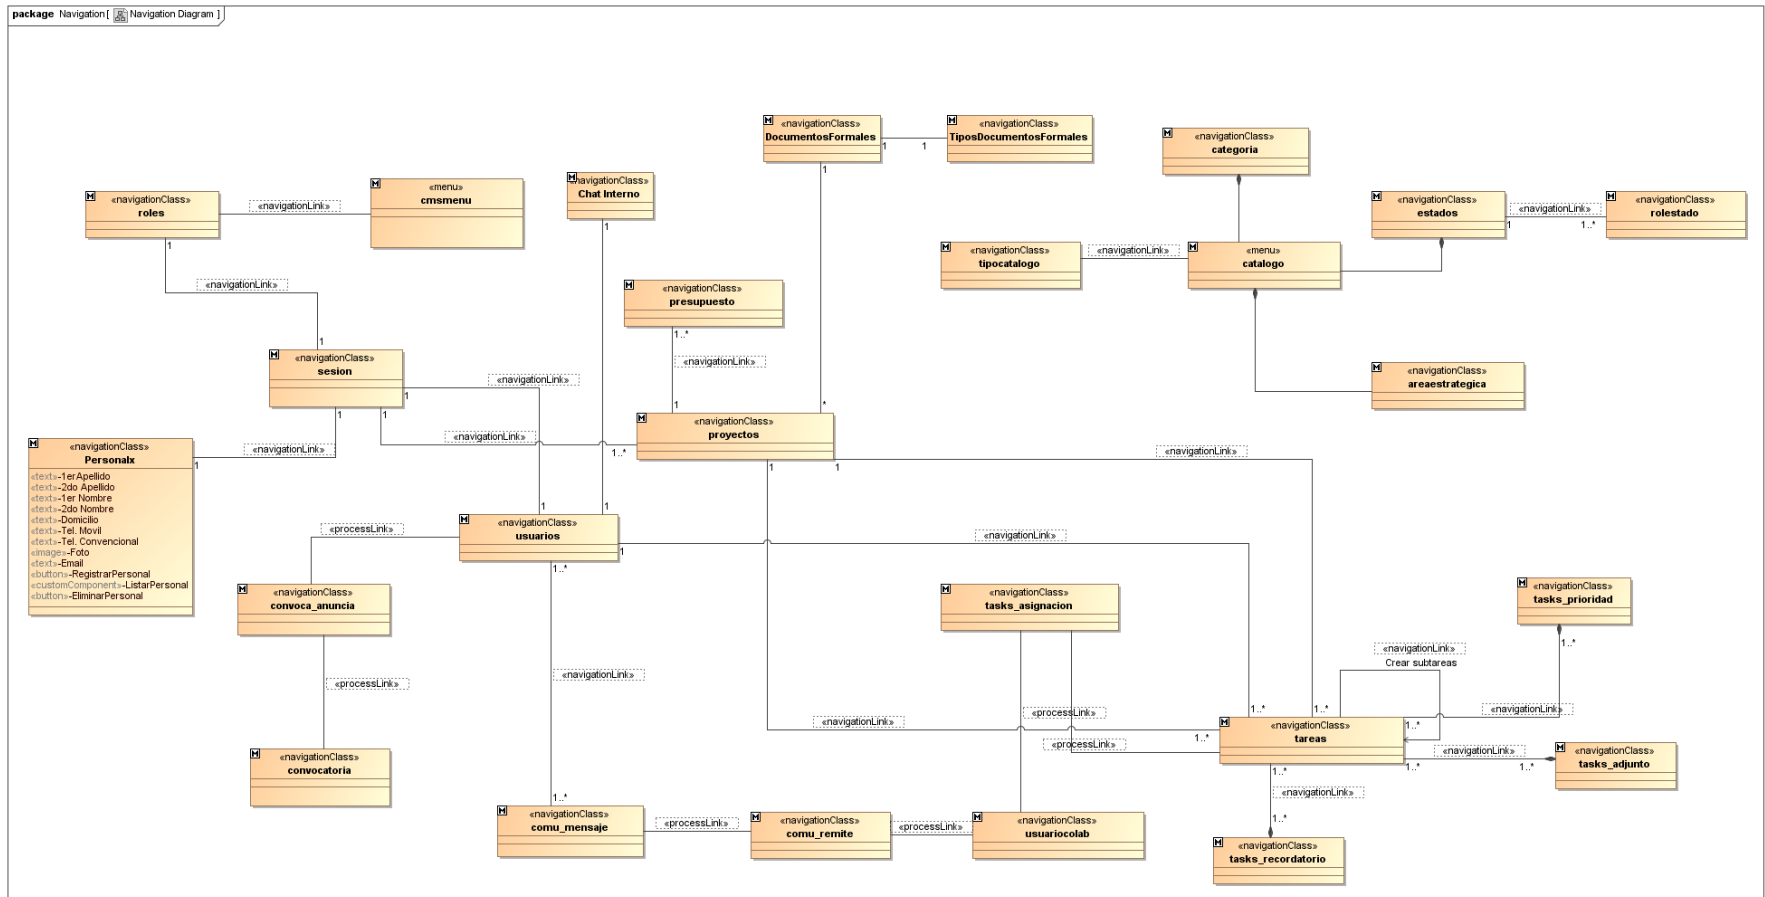 package Navigation [ Navigation Diagram ]
«navigationClass»
DocumentosFormales
1
1
«navigationClass»
TiposDocumentosFormales
1
*
«navigationClass»
categoria
«navigationClass»
roles
1
«navigationLink»
«menu»
cmsmenu
«navigationClass»
Chat Interno
1
1
«navigationClass»
estados
1
«navigationLink»
1..*
«navigationClass»
rolestado
«navigationClass»
tipocatalogo
«navigationLink»
«menu»
catalogo
«navigationLink»
1
«navigationClass»
presupuesto
1..*
«navigationLink»
1
«navigationClass»
sesion
1
1
1
«navigationLink»
«navigationClass»
areaestrategica
«navigationLink»
1..*
«navigationClass»
proyectos
1
1
«navigationLink»
«navigationLink»
1
«navigationClass»
Personalx
«text»-1erApellido
«text»-2do Apellido
«text»-1er Nombre
«text»-2do Nombre
«text»-Domicilio
«text»-Tel. Movil
«text»-Tel. Convencional
«image»-Foto
«text»-Email
«button»-RegistrarPersonal
«customComponent»-ListarPersonal
«button»-EliminarPersonal
1
«navigationClass»
usuarios
1
1..*
«processLink»
«navigationLink»
«navigationClass»
convoca_anuncia
«navigationClass»
tasks_asignacion
«navigationClass»
tasks_prioridad
1..*
«navigationLink»
Crear subtareas
«navigationLink»
«processLink»
«navigationLink»
1..*
1..*
«processLink»
«navigationLink»
1..*
«navigationLink»
1..*
«processLink»
«navigationClass»
tareas
1..*
1..*
«navigationLink»
1..*
«navigationClass»
tasks_adjunto
«navigationClass»
convocatoria
«navigationLink»
1..*
1..*
«navigationClass»
comu_mensaje
«processLink»
«navigationClass»
comu_remite
«processLink»
«navigationClass»
usuariocolab
«navigationClass»
tasks_recordatorio